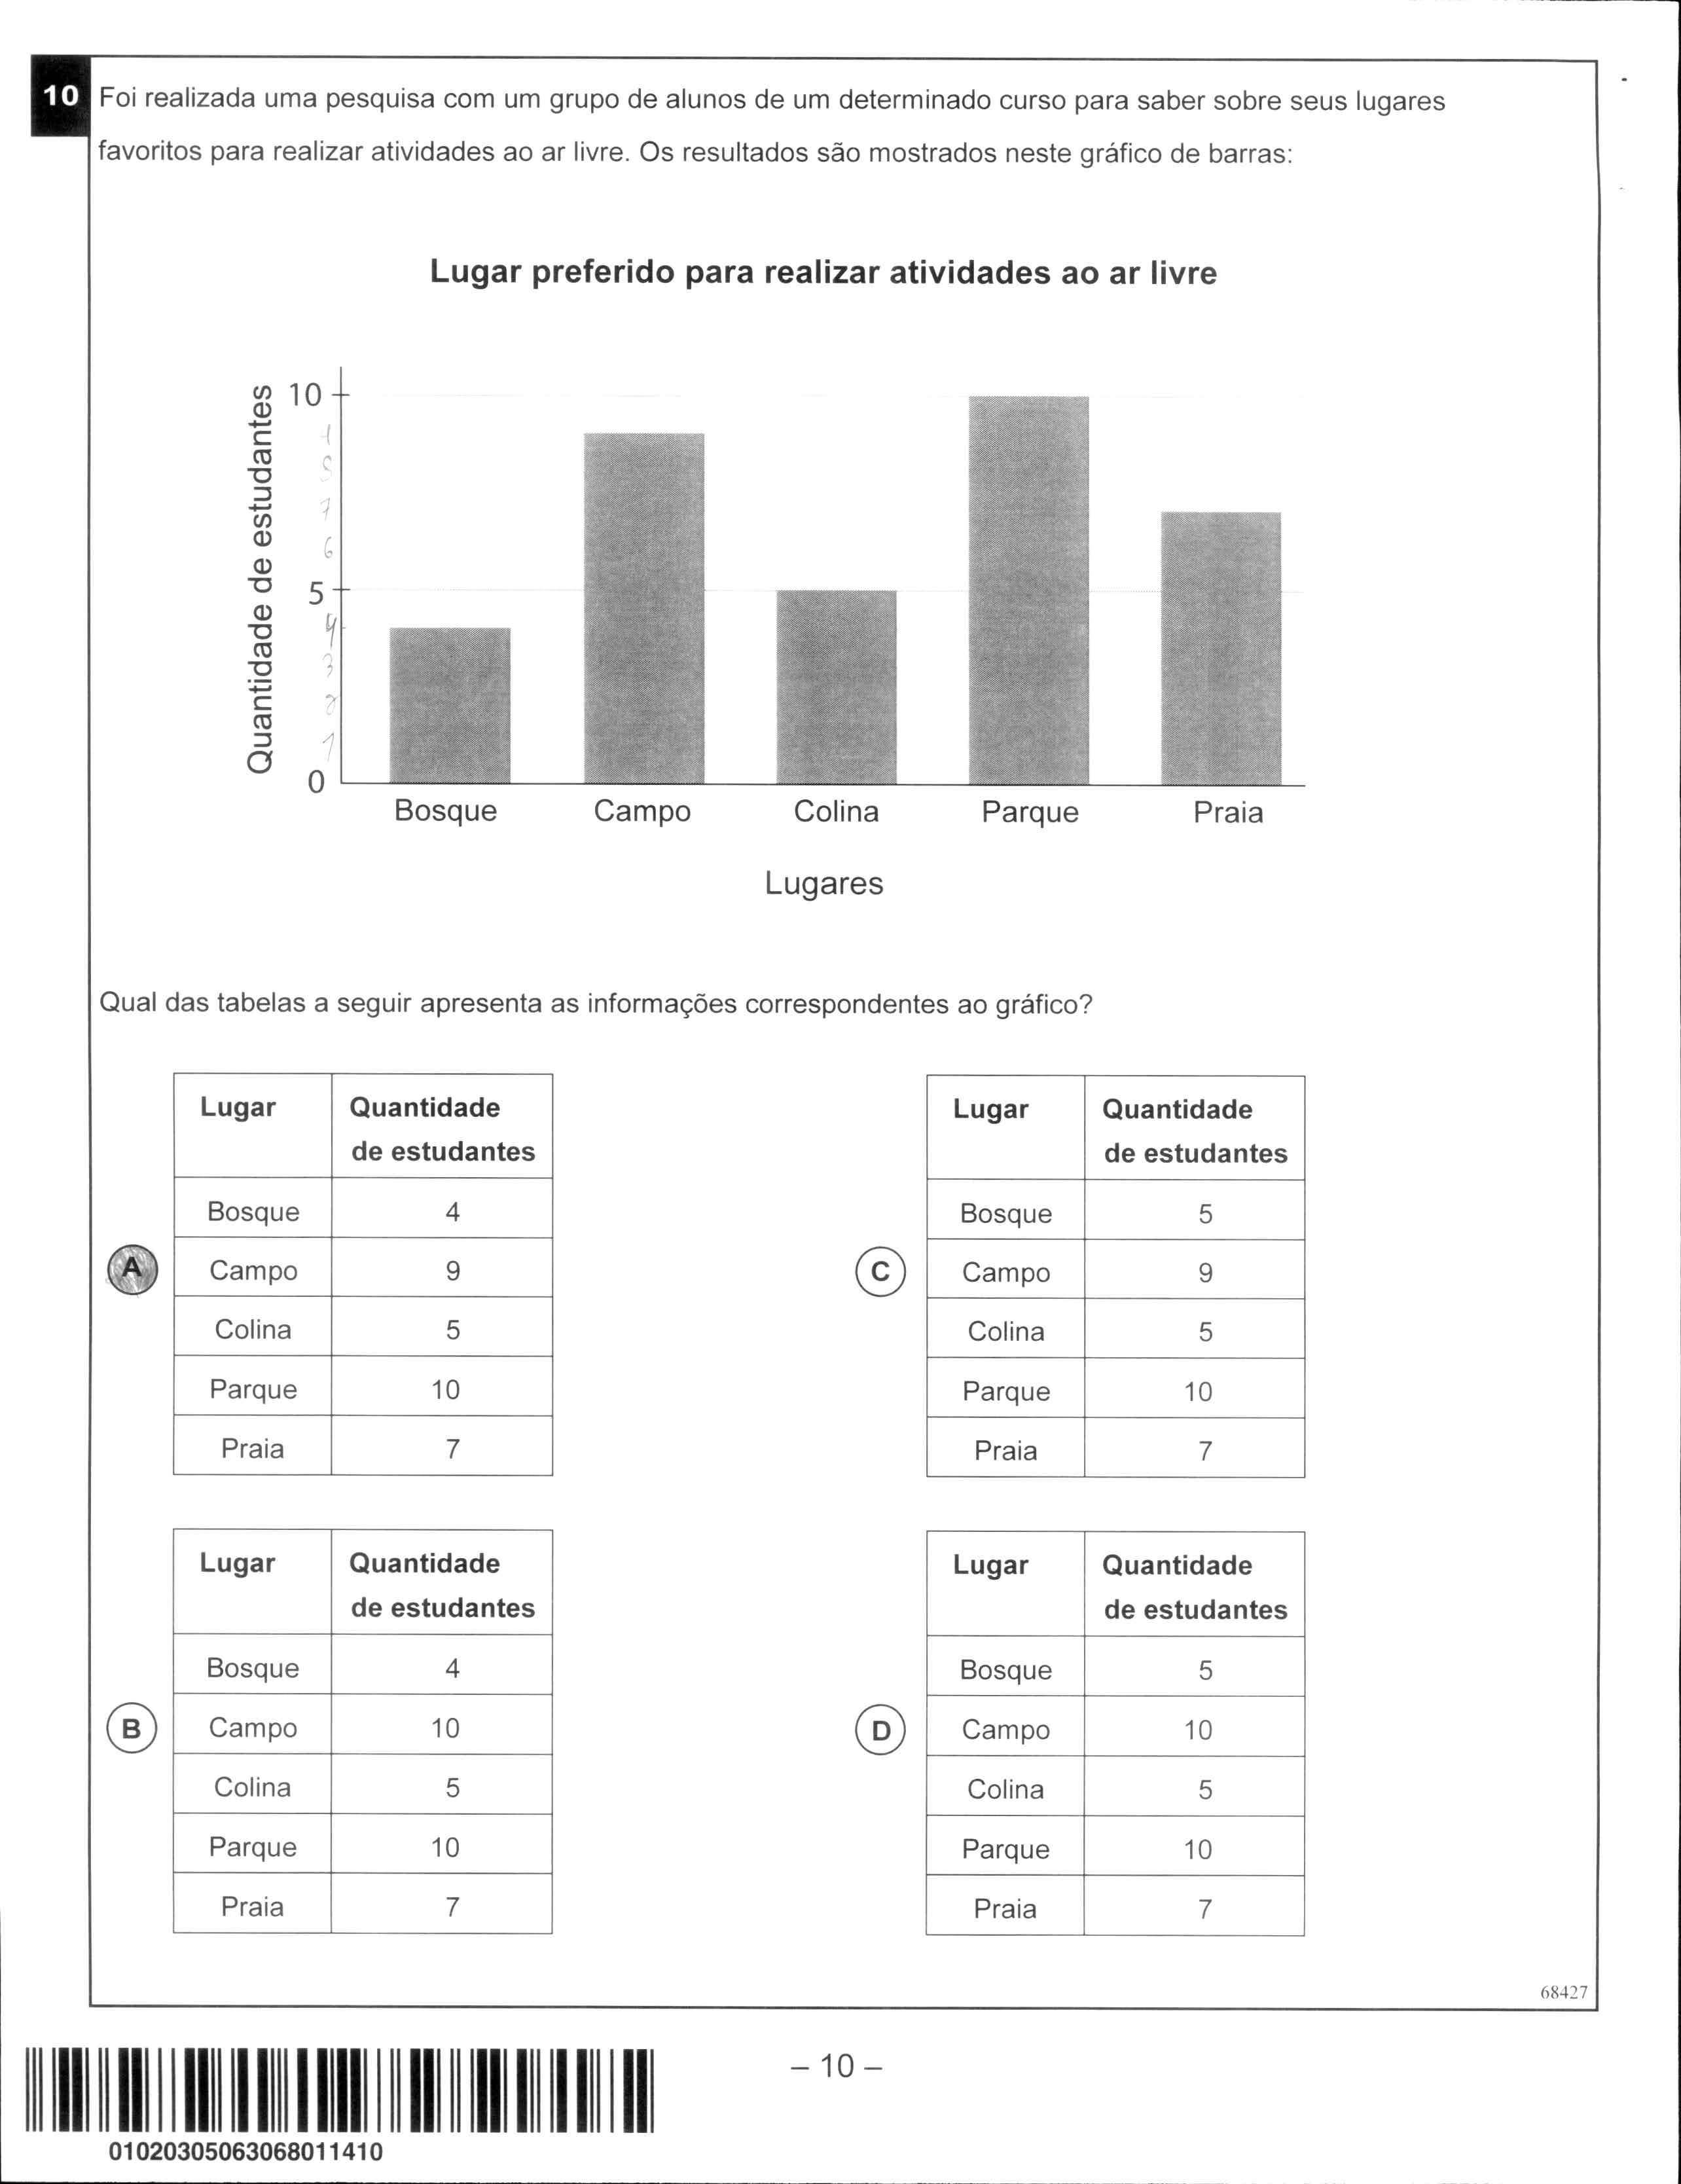 10 Foi realizada uma pesquisa com um grupo de alunos de um determinado curso para saber sobre seus lugares
favoritos para realizar atividades ao ar livre. Os resultados são mostrados neste gráfico de barras:
Lugar preferido para realizar atividades ao ar livre
Quantidade de estudantes
10
7
6
5
4
3
2
1
0
Bosque Campo Colina Parque Praia
Lugares
Qual das tabelas a seguir apresenta as informações correspondentes ao gráfico?
A
Lugar Quantidade
de estudantes
Bosque 4
Campo 9
Colina 5
Parque 10
Praia 7
B
Lugar Quantidade
de estudantes
Bosque 4
Campo 10
Colina 5
Parque 10
Praia 7
C
Lugar Quantidade
de estudantes
Bosque 5
Campo 9
Colina 5
Parque 10
Praia 7
D
Lugar Quantidade
de estudantes
Bosque 5
Campo 10
Colina 5
Parque 10
Praia 7
68427
– 10 –
01020305063068011410